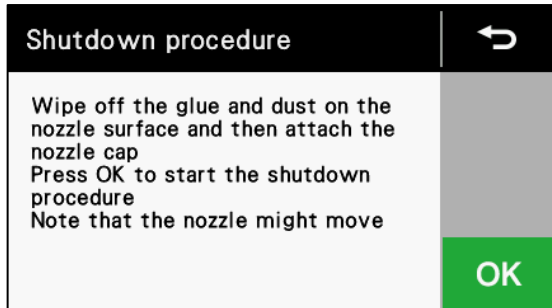 Shutdown procedure
Wipe off the glue and dust on the
nozzle surface and then attach the
nozzle cap
Press OK to start the shutdown
procedure
Note that the nozzle might move
OK